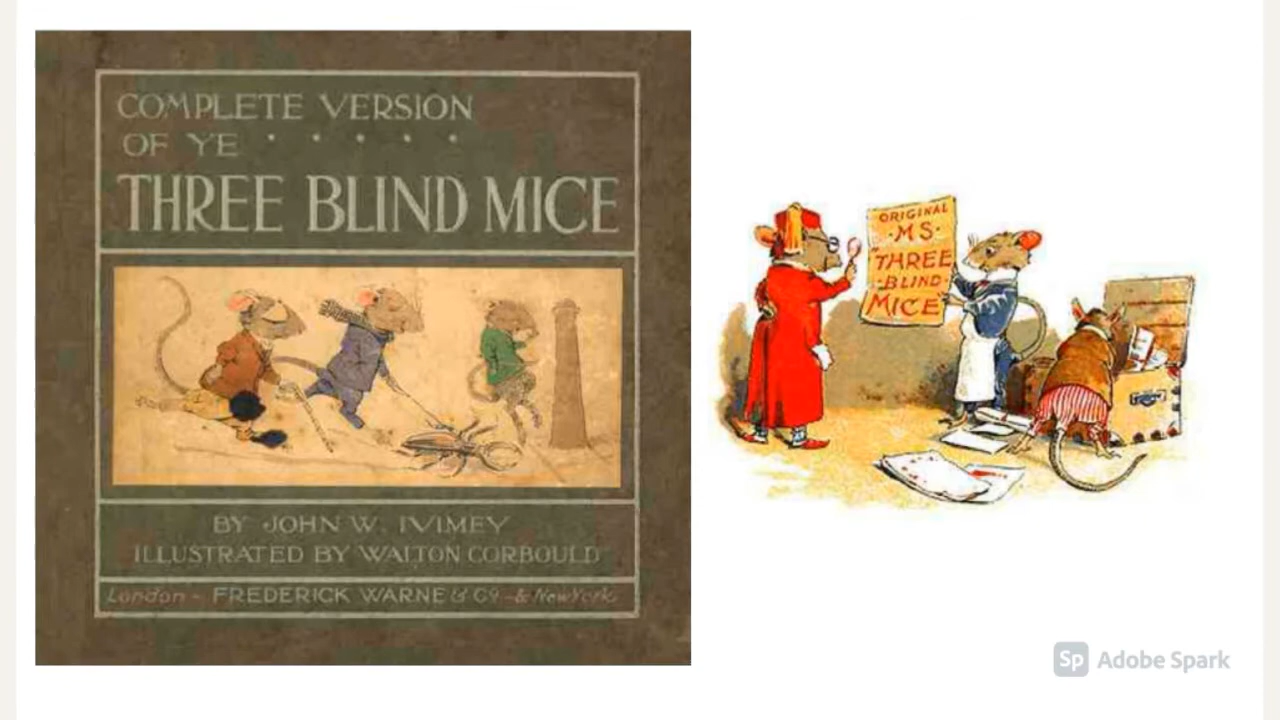 COMPLETE VERSION
OF YE · · · · ·
THREE BLIND MICE
BY JOHN W. IVIMEY
ILLUSTRATED BY WALTON CORBOULD
London - FREDERICK WARNE & Co. & New York.
ORIGINAL
·MS·
"THREE
·BLIND
MICE"
Sp Adobe Spark